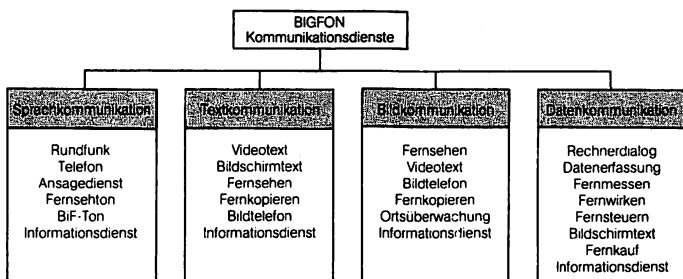 BIGFON
Kommunikationsdienste
Sprachkommunikation
Rundfunk
Telefon
Ansagedienst
Fernsehton
BiF-Ton
Informationsdienst
Textkommunikation
Videotext
Bildschirmtext
Fernsehen
Fernkopieren
Bildtelefon
Informationsdienst
Bildkommunikation
Fernsehen
Videotext
Bildtelefon
Fernkopieren
Ortsüberwachung
Informationsdienst
Datenkommunikation
Rechnerdialog
Datenerfassung
Fernmessen
Fernwirken
Fernsteuern
Bildschirmtext
Fernkauf
Informationsdienst